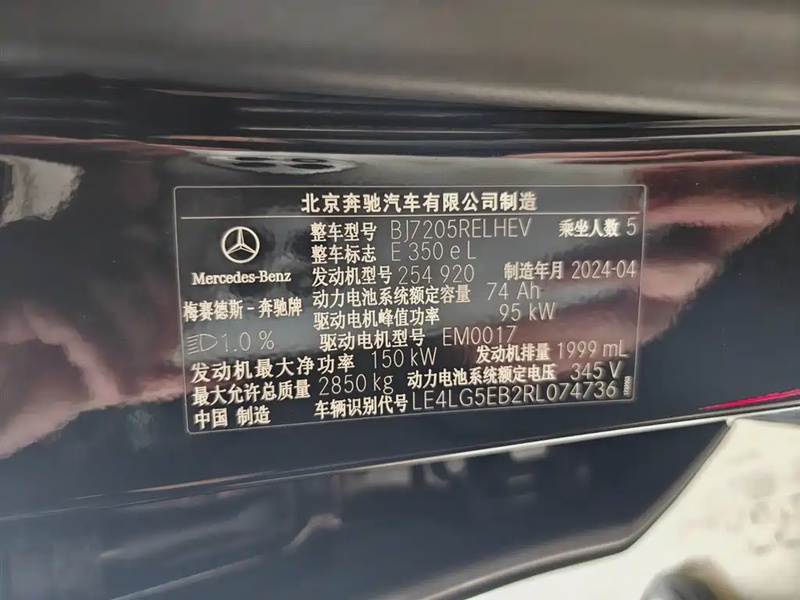 北京奔驰汽车有限公司制造
整车型号 BJ7205RELHEV 乘坐人数 5
整车标志 E 350 e L
Mercedes-Benz 发动机型号 254 920 制造年月 2024-04
梅赛德斯-奔驰牌 动力电池系统额定容量 74 Ah
驱动电机峰值功率 95 kW
1.0 % 驱动电机型号 EM0017
发动机最大净功率 150 kW 发动机排量 1999 mL
最大允许总质量 2850 kg 动力电池系统额定电压 345 V
中国 制造 车辆识别代号 LE4LG5EB2RL074736